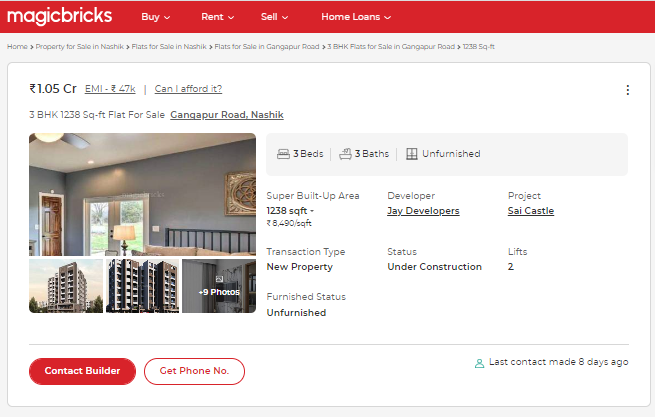 magicbricks
Buy Rent Sell Home Loans
Home > Property for Sale in Nashik > Flats for Sale in Nashik > Flats for Sale in Gangapur Road > 3 BHK Flats for Sale in Gangapur Road > 1238 Sq-ft
₹1.05 Cr EMI - ₹ 47k | Can I afford it?
3 BHK 1238 Sq-ft Flat For Sale Gangapur Road, Nashik
3 Beds 3 Baths Unfurnished
Super Built-Up Area Developer Project
1238 sqft - Jay Developers Sai Castle
₹8,490/sqft
Transaction Type Status Lifts
New Property Under Construction 2
+9 Photos
Furnished Status
Unfurnished
Contact Builder Get Phone No. Last contact made 8 days ago